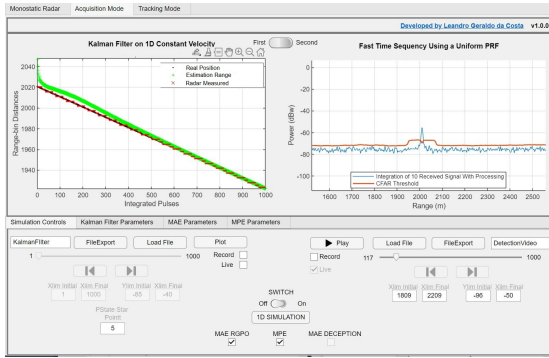 Monostatic Radar Acquisition Mode Tracking Mode
Developed by Leandro Geraldo da Costa v1.0.0
Kalman Filter on 1D Constant Velocity
First Second
Fast Time Sequency Using a Uniform PRF
Real Position
Estimation Range
Radar Measured
Range-bin Distances
2040
2020
2000
1980
1960
1940
0 100 200 300 400 500 600 700 800 900 1000
Integrated Pulses
Power (dBw)
0
-20
-40
-60
-80
-100
Integration of 10 Received Signal With Processing
CFAR Threshold
1600 1700 1800 1900 2000 2100 2200 2300 2400 2500
Range (m)
Simulation Controls Kalman Filter Parameters MAE Parameters MPE Parameters
KalmanFilter FileExport Load File Plot
1 1000 Record
Live
Xlim Initial Xlim Final Ylim Initial Ylim Final
1 1000 -85 -40
PState Star Point
5
SWITCH
Off On
1D SIMULATION
MAE RGPO MPE MAE DECEPTION
Play Load File FileExport DetectionVideo
Record 117 1000
Live
Xlim Initial Xlim Final Ylim Initial Ylim Final
1809 2209 -96 -50